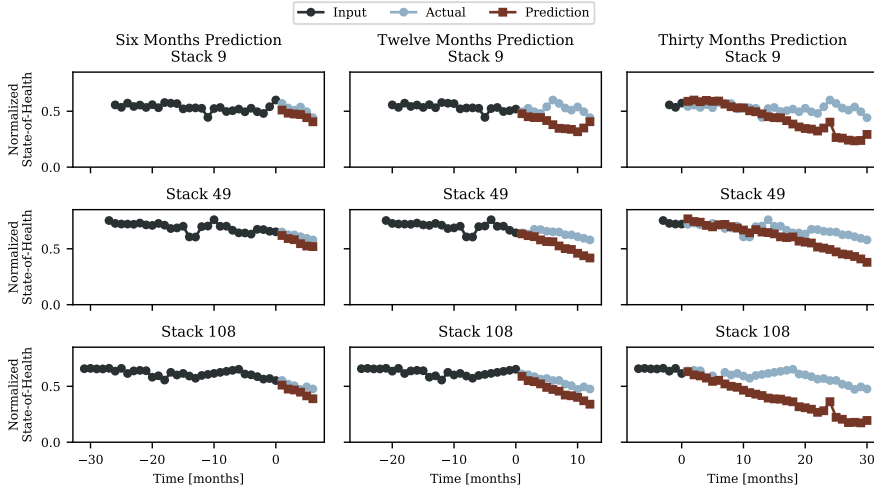 Input Actual Prediction
Six Months Prediction
Stack 9
Twelve Months Prediction
Stack 9
Thirty Months Prediction
Stack 9
Normalized
State-of-Health
0.5
0.0
Stack 49
Stack 49
Stack 49
Normalized
State-of-Health
0.5
0.0
Stack 108
Stack 108
Stack 108
Normalized
State-of-Health
0.5
0.0
−30 −20 −10 0
−20 −10 0 10
0 10 20 30
Time [months]
Time [months]
Time [months]